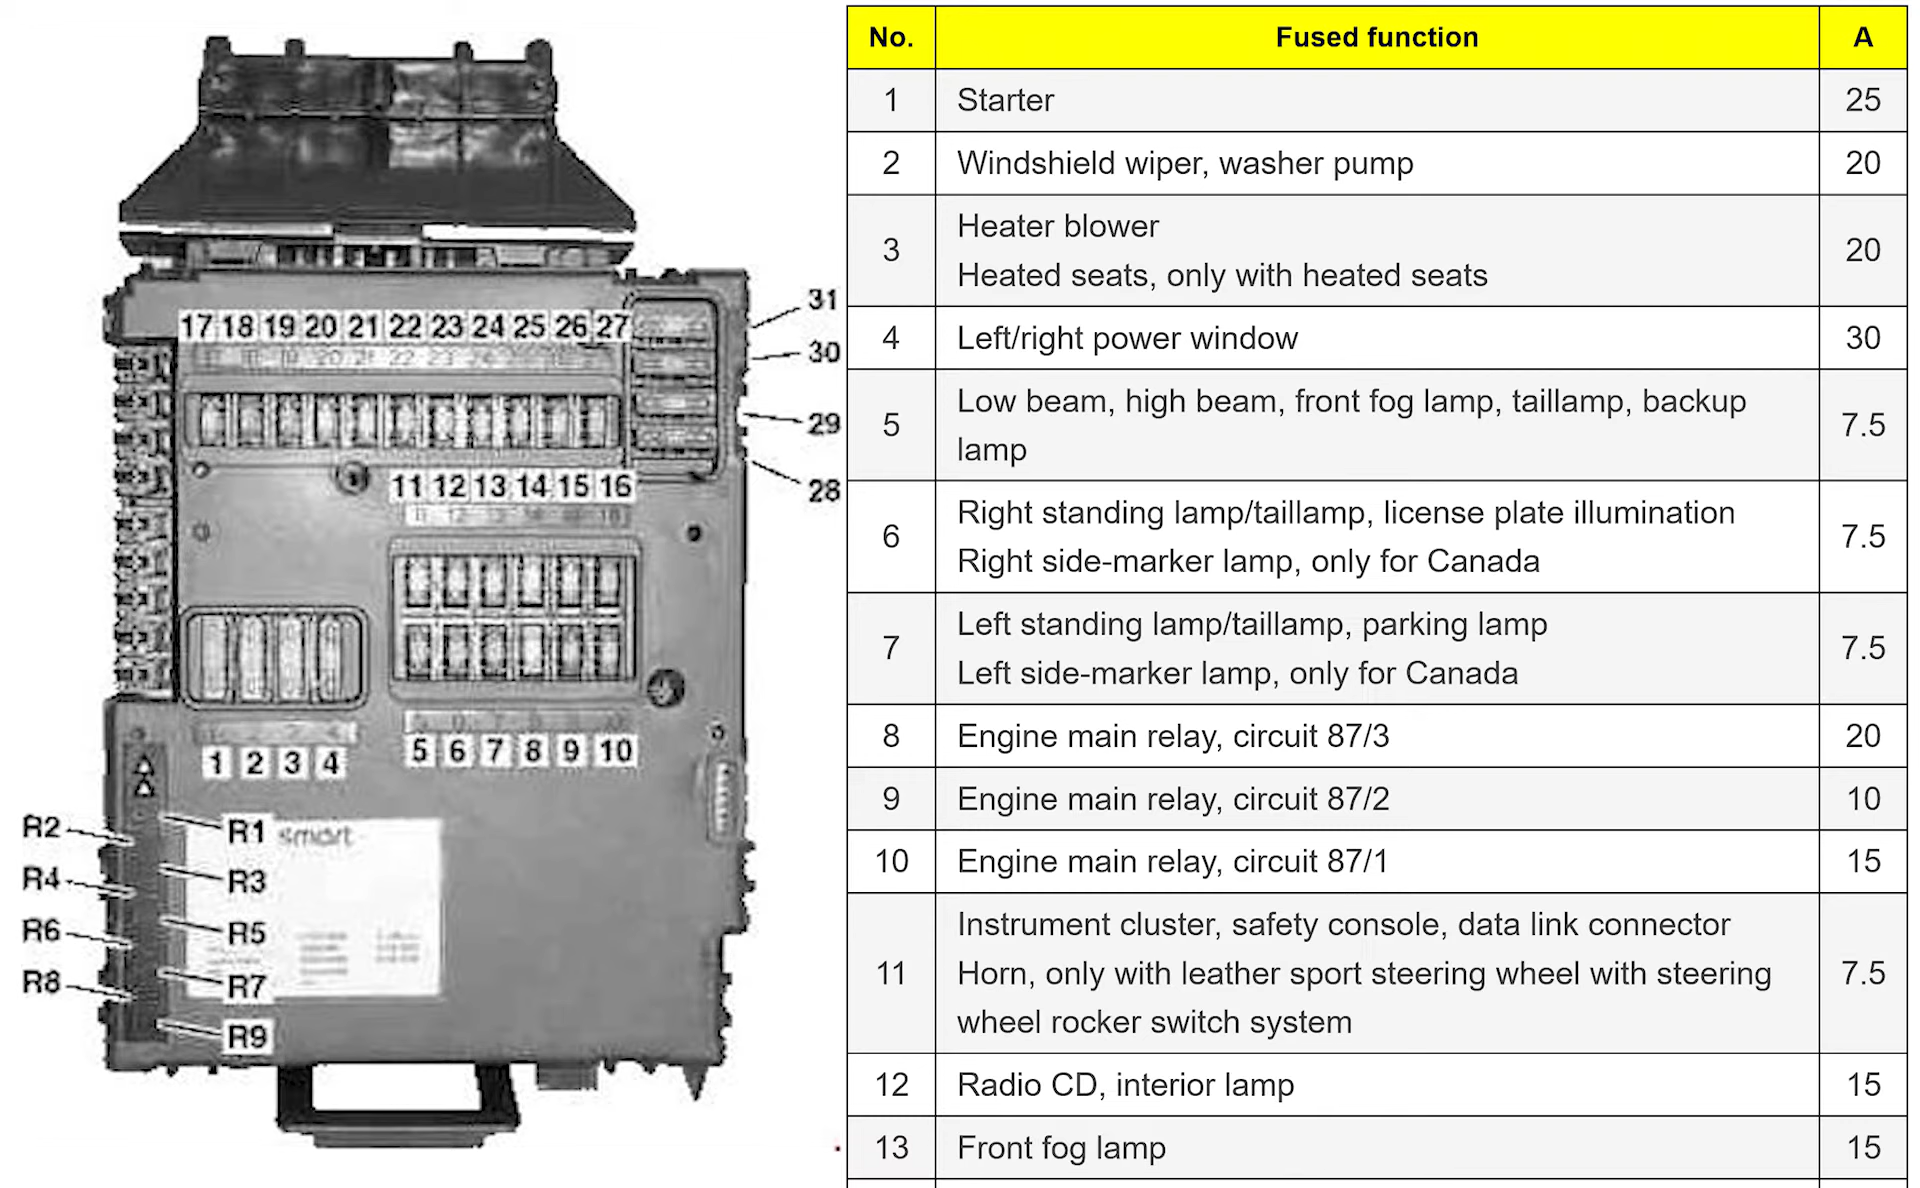 17 18 19 20 21 22 23 24 25 26 27
31
30
29
28
11 12 13 14 15 16
1 2 3 4
5 6 7 8 9 10
R2
R1
smart
R4
R3
R6
R5
R8
R7
R9
No. Fused function A
1 Starter 25
2 Windshield wiper, washer pump 20
3 Heater blower 20
Heated seats, only with heated seats
4 Left/right power window 30
5 Low beam, high beam, front fog lamp, taillamp, backup 7.5
lamp
6 Right standing lamp/taillamp, license plate illumination 7.5
Right side-marker lamp, only for Canada
7 Left standing lamp/taillamp, parking lamp 7.5
Left side-marker lamp, only for Canada
8 Engine main relay, circuit 87/3 20
9 Engine main relay, circuit 87/2 10
10 Engine main relay, circuit 87/1 15
11 Instrument cluster, safety console, data link connector 7.5
Horn, only with leather sport steering wheel with steering
wheel rocker switch system
12 Radio CD, interior lamp 15
13 Front fog lamp 15